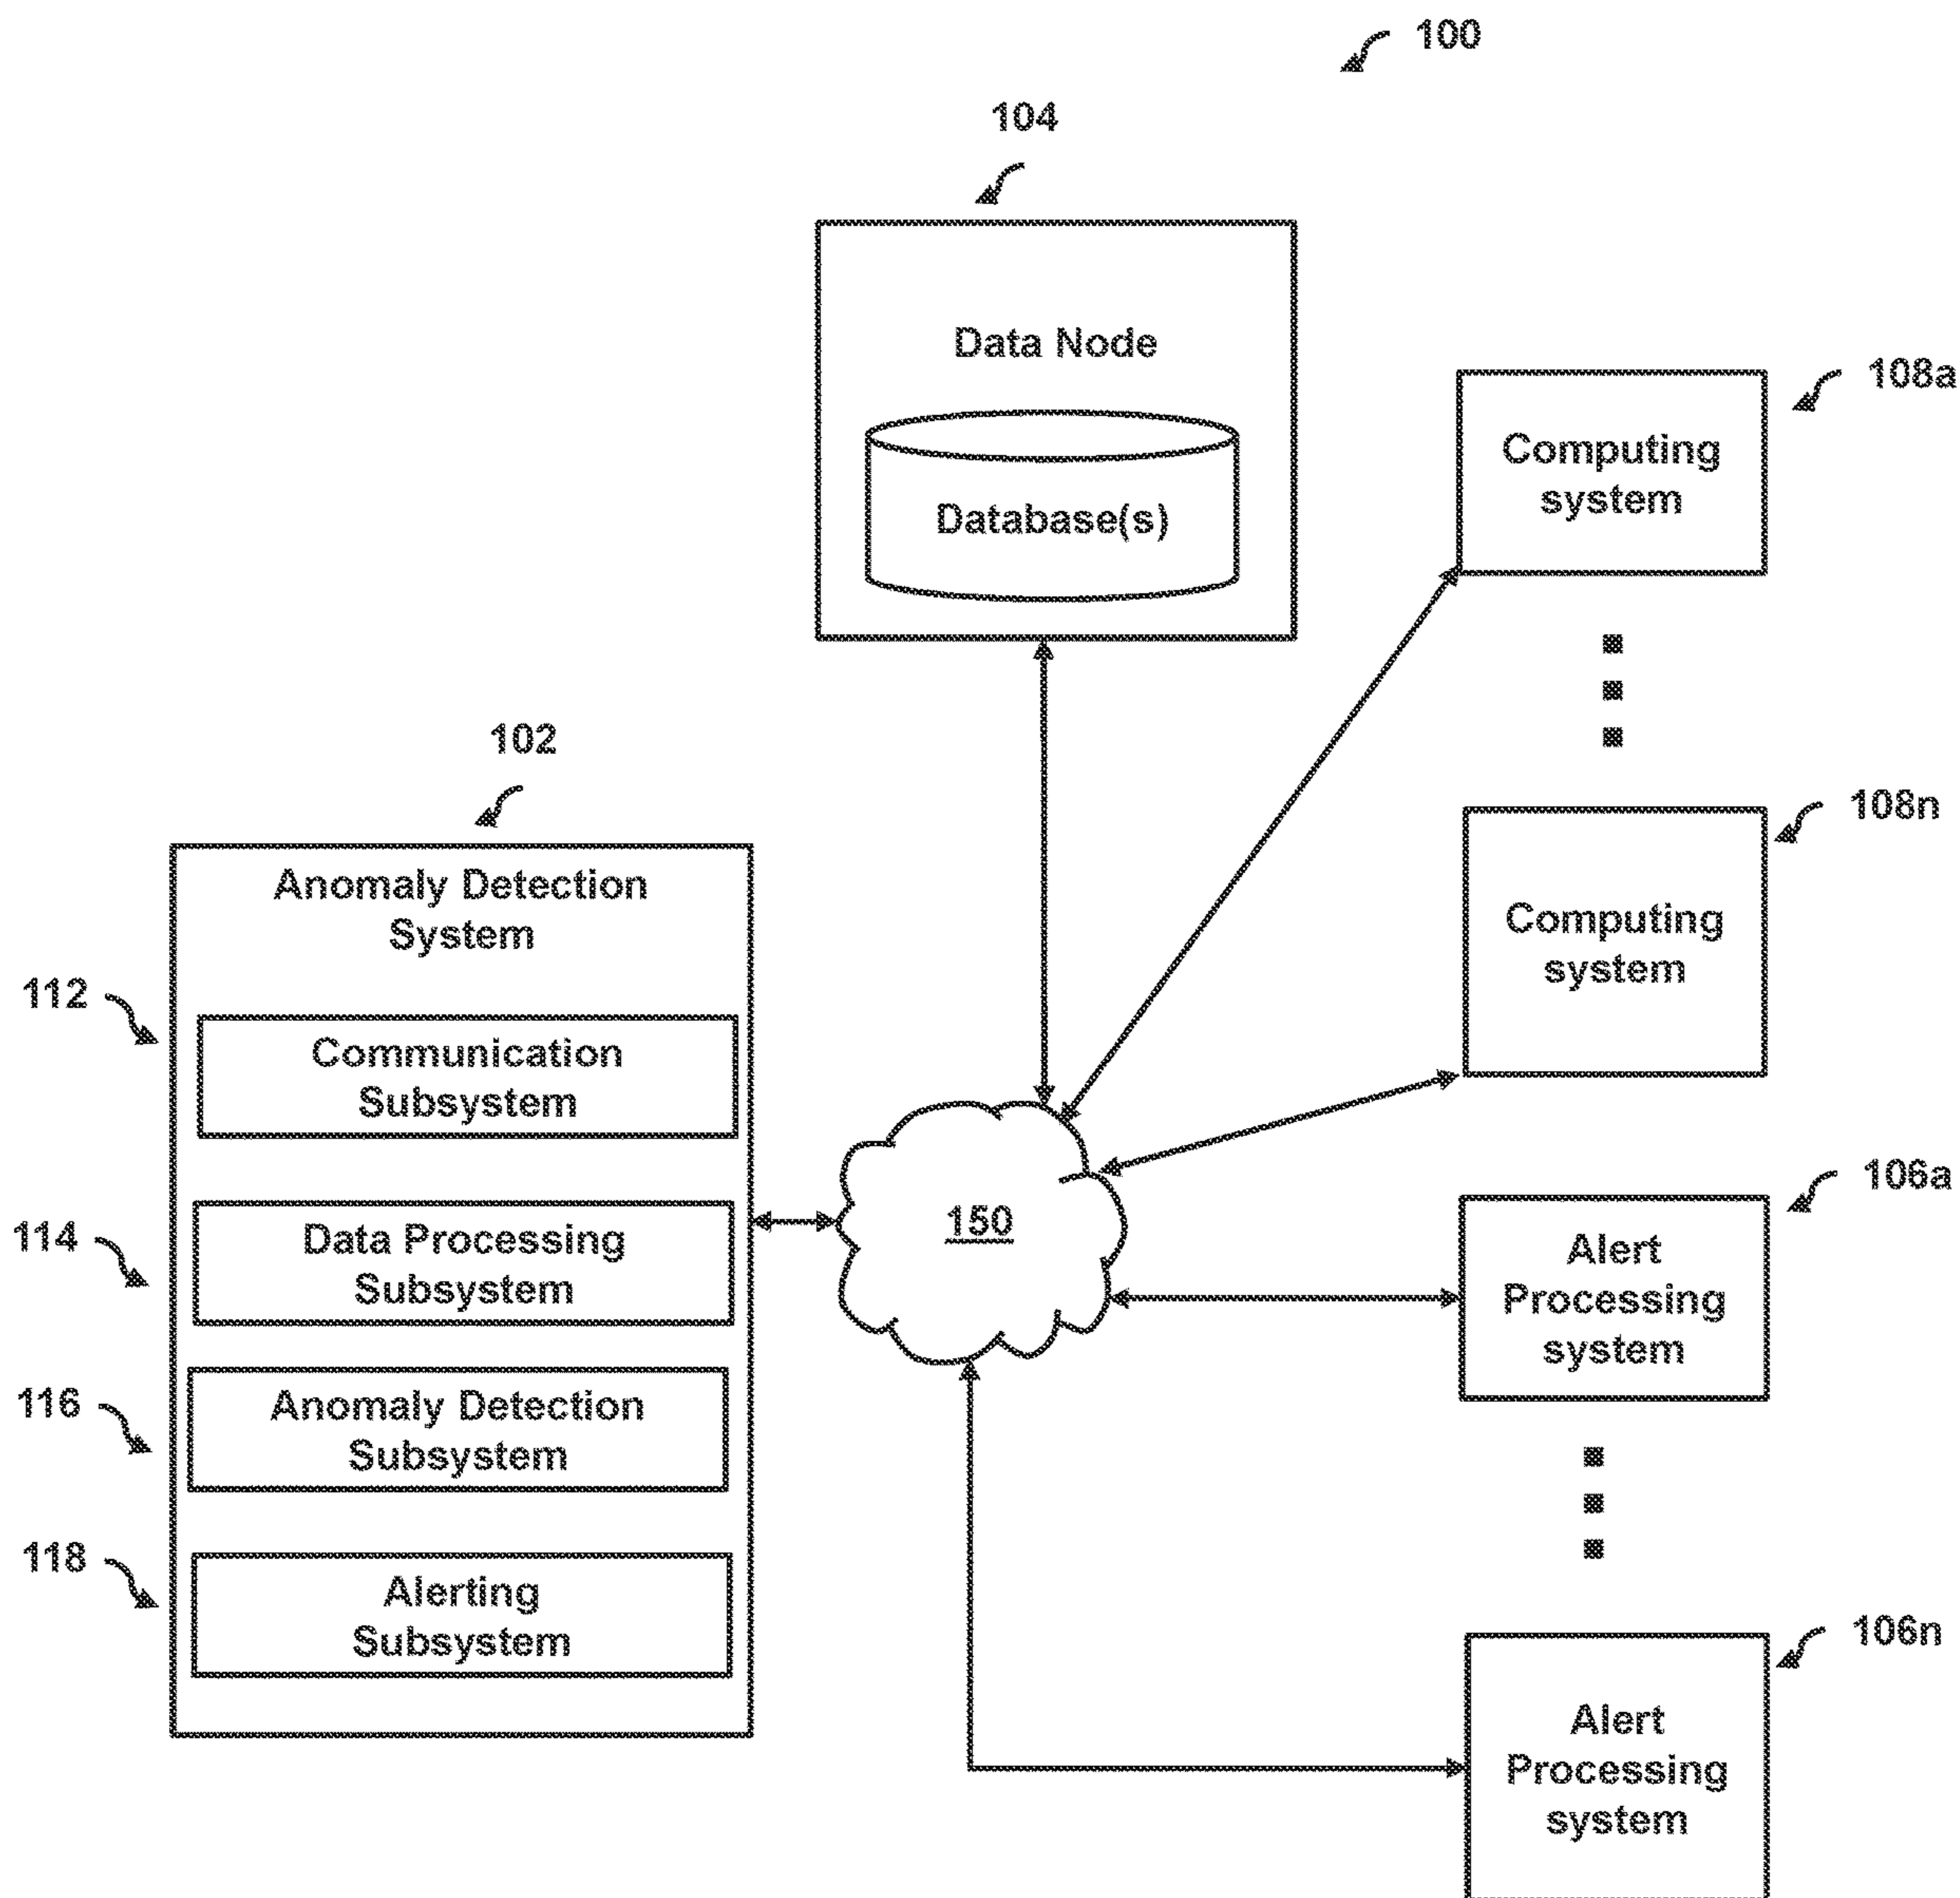 100
104
Data Node
Database(s)
108a
Computing
system
108n
Computing
system
102
Anomaly Detection
System
112
Communication
Subsystem
114
Data Processing
Subsystem
116
Anomaly Detection
Subsystem
118
Alerting
Subsystem
150
106a
Alert
Processing
system
106n
Alert
Processing
system